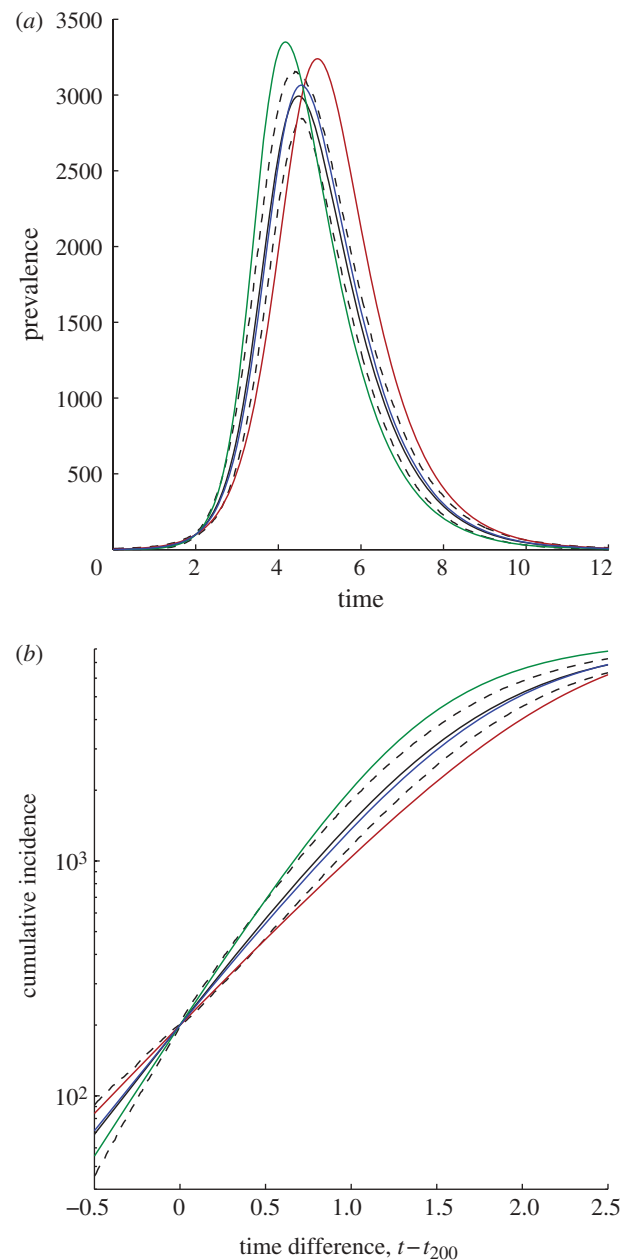 (a)
3500
3000
2500
2000
1500
1000
500
prevalence
0 2 4 6 8 10 12
time
(b)
10³
10²
cumulative incidence
−0.5 0 0.5 1.0 1.5 2.0 2.5
time difference, t−t₂₀₀